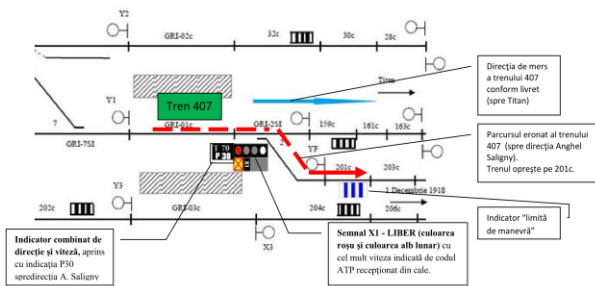 Y2
GRI-02c
32c
30c
28c
Direcția de mers
a trenului 407
conform livret
(spre Titan)
Titan
Tren 407
Y1
GRI-01c
GRI-2SI
159c
161c
163c
7
GRI-7SI
2
YF
Parcursul eronat al trenului
407 (spre direcția Anghel
Saligny).
Trenul oprește pe 201c.
T 70
P30
201c
203c
Y3
1 Decembrie 1918
202c
GRI-03c
204c
206c
Indicator "limită
de manevră"
X3
Indicator combinat de
direcție și viteză, aprins
cu indicația P30
spredirecția A. Saligny
Semnal X1 - LIBER (culoarea
roșu și culoarea alb lunar) cu
cel mult viteza indicată de codul
ATP recepționat din cale.